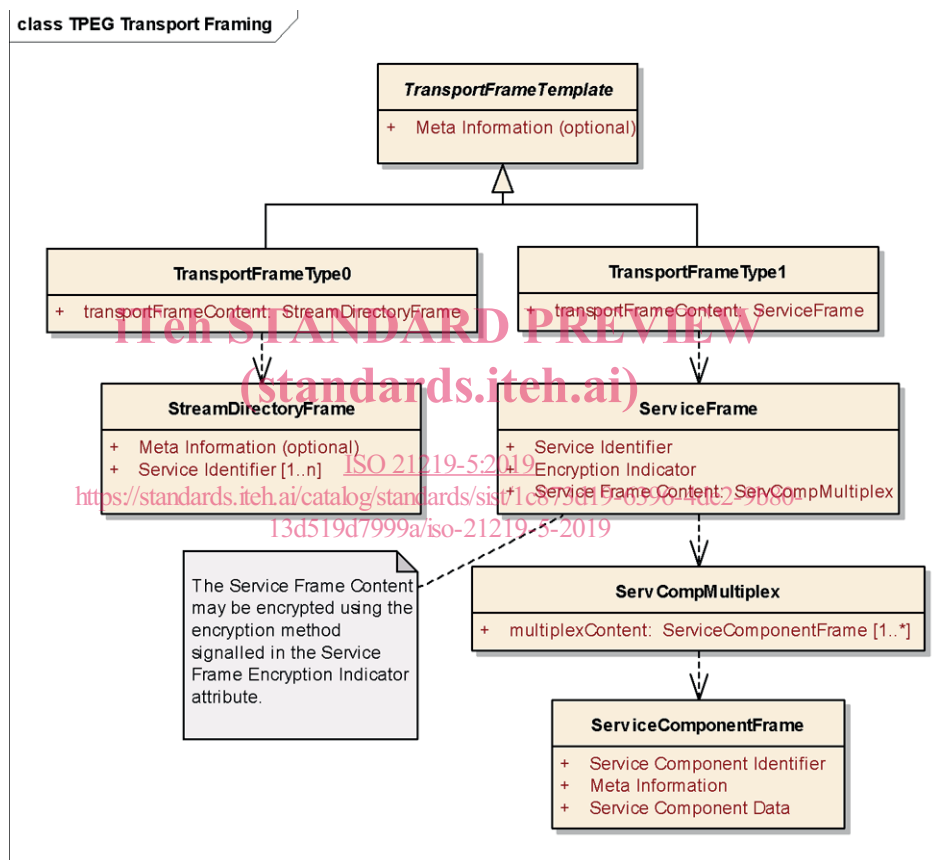 class TPEG Transport Framing
TransportFrameTemplate
+ Meta Information (optional)
TransportFrameType0
+ transportFrameContent: StreamDirectoryFrame
TransportFrameType1
+ transportFrameContent: ServiceFrame
iTeh STANDARD PREVIEW
(standards.iteh.ai)
StreamDirectoryFrame
+ Meta Information (optional)
+ Service Identifier [1..n]
ServiceFrame
+ Service Identifier
+ Encryption Indicator
+ Service Frame Content: ServCompMultiplex
ISO 21219-5:2019
https://standards.iteh.ai/catalog/standards/sist/1c873d19-6396-4dc2-9b80-
13d519d7999a/iso-21219-5-2019
The Service Frame Content
may be encrypted using the
encryption method
signalled in the Service
Frame Encryption Indicator
attribute.
ServCompMultiplex
+ multiplexContent: ServiceComponentFrame [1..*]
ServiceComponentFrame
+ Service Component Identifier
+ Meta Information
+ Service Component Data